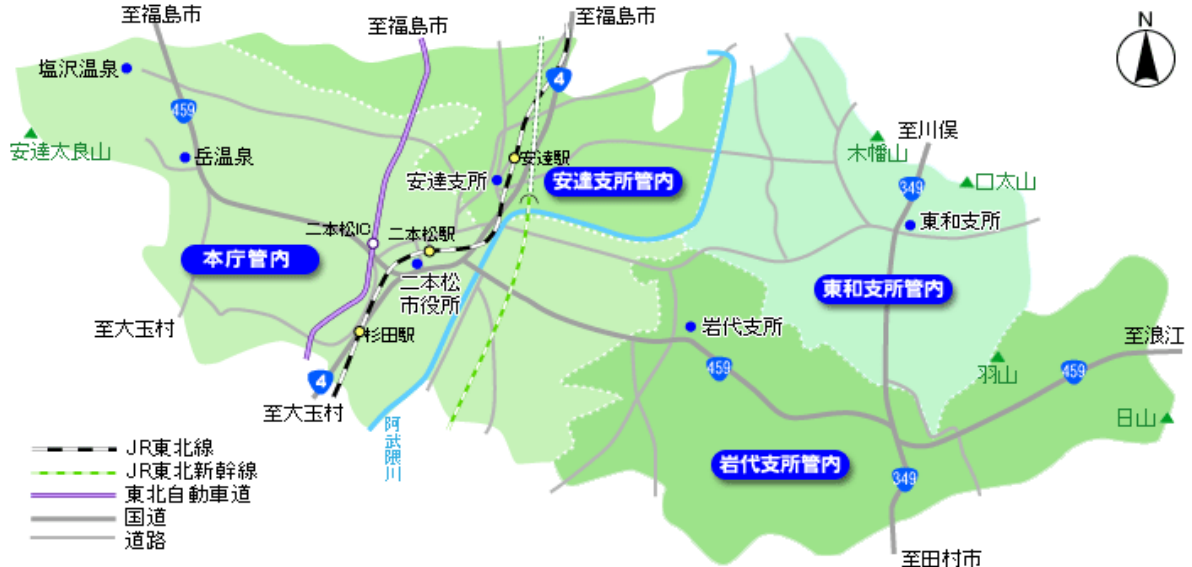 至福島市
至福島市
至福島市
N
塩沢温泉
4
459
安達太良山
岳温泉
至川俣
木幡山
安達駅
安達支所
安達支所管内
349
口太山
東和支所
二本松IC
二本松駅
本庁管内
二本松
市役所
東和支所管内
至大玉村
杉田駅
岩代支所
至浪江
459
羽山
459
4
至大玉村
日山
阿武隈川
JR東北線
JR東北新幹線
東北自動車道
国道
道路
岩代支所管内
349
至田村市